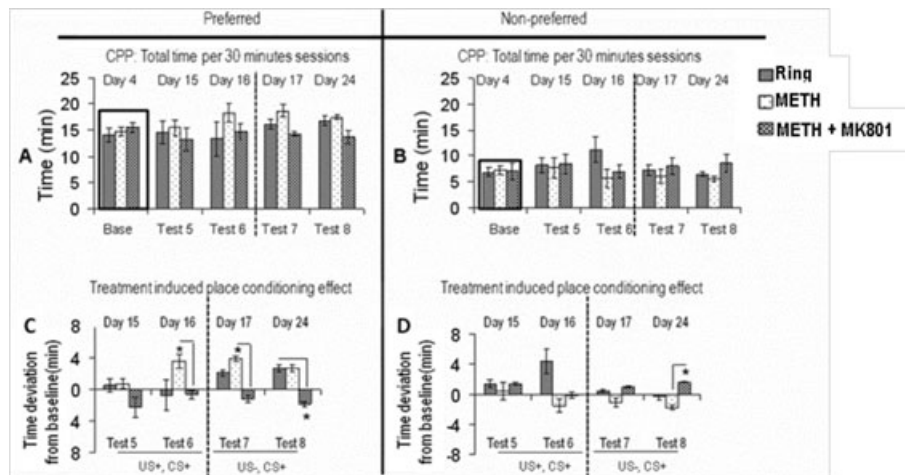 Preferred Non-preferred
CPP: Total time per 30 minutes sessions
Day 4 Day 15 Day 16 Day 17 Day 24
A
Time (min)
25
20
15
10
5
0
Base Test 5 Test 6 Test 7 Test 8
CPP: Total time per 30 minutes sessions
Day 4 Day 15 Day 16 Day 17 Day 24
B
Time (min)
25
20
15
10
5
0
Base Test 5 Test 6 Test 7 Test 8
Ring
METH
METH + MK801
Treatment induced place conditioning effect
C
Day 15 Day 16 Day 17 Day 24
Time deviation
from baseline(min)
8
4
0
4
8
* * *
Test 5 Test 6 Test 7 Test 8
US+, CS+ US-, CS+
Treatment induced place conditioning effect
D
Day 15 Day 16 Day 17 Day 24
Time deviation
from baseline(min)
8
4
0
-4
-8
*
Test 5 Test 6 Test 7 Test 8
US+, CS+ US-, CS+